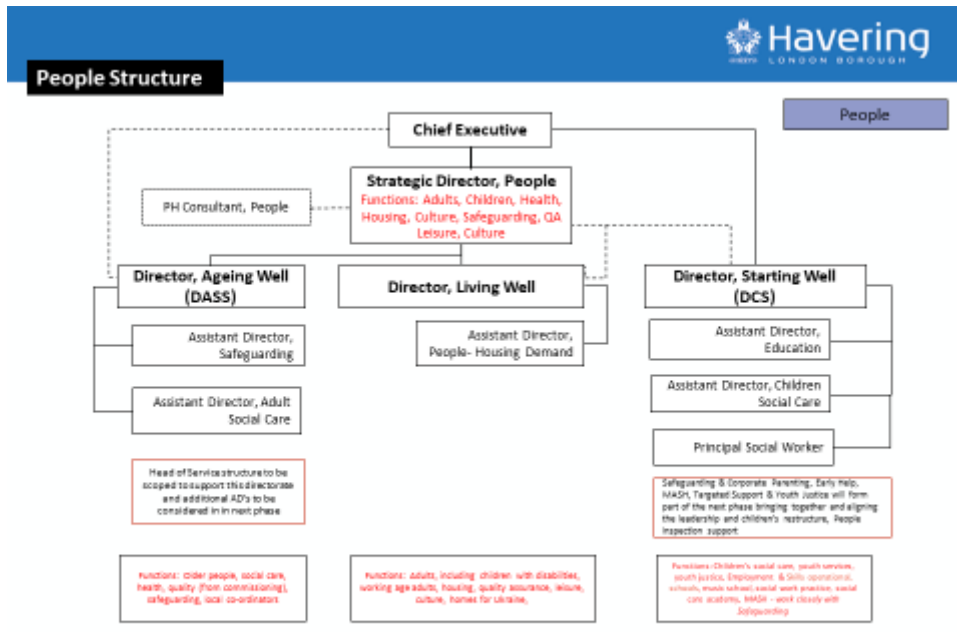 Havering
LONDON BOROUGH
People Structure
People
Chief Executive
Strategic Director, People
Functions: Adults, Children, Health,
Housing, Culture, Safeguarding, QA
Leisure, Culture
PH Consultant, People
Director, Ageing Well
(DASS)
Director, Living Well
Director, Starting Well
(DCS)
Assistant Director,
Safeguarding
Assistant Director,
People- Housing Demand
Assistant Director,
Education
Assistant Director, Adult
Social Care
Assistant Director, Children
Social Care
Principal Social Worker
Head of Service structure to be
scoped to support this directorate
and additional AD's to be
considered in in next phase
Safeguarding & Corporate Parenting, Early Help,
MASH, Targeted Support & Youth Justice will form
part of the next phase bringing together and aligning
the leadership and children's restructure, People
Inspection support
Functions: Older people, social care,
health, quality (from commissioning),
safeguarding, local co-ordinators
Functions: Adults, including children with disabilities,
working age adults, housing, quality assurance, leisure,
culture, homes for Ukraine,
Functions: Children's social care, youth services,
youth justice, Employment & Skills operational,
schools, music school, social work practice, social
care academy, MASH - work closely with
Safeguarding.